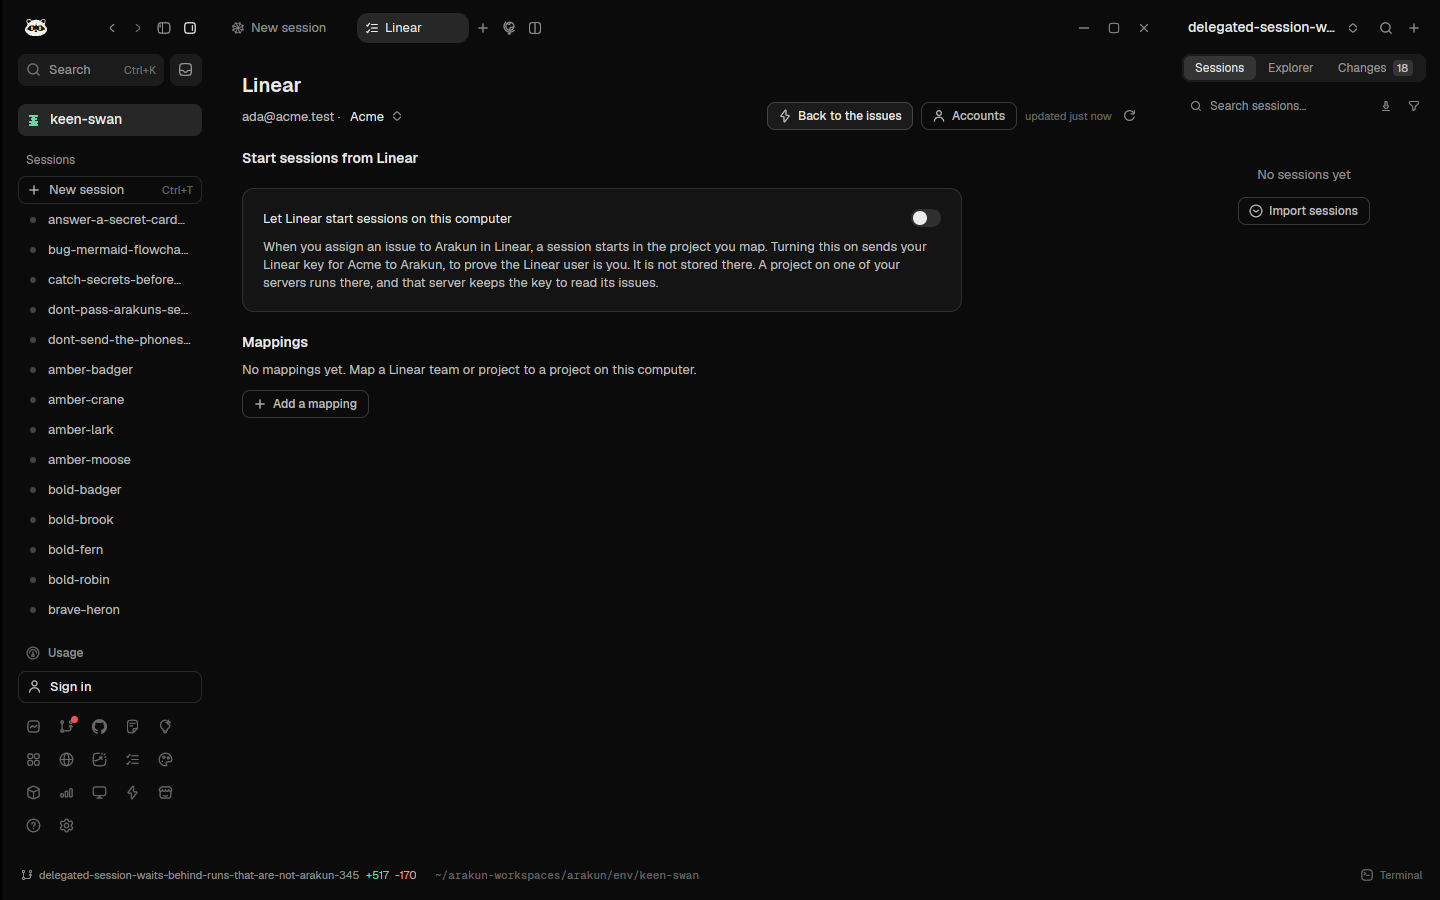 New session
Linear
delegated-session-w…
Search
Ctrl+K
keen-swan
Sessions
New session
Ctrl+T
answer-a-secret-card…
bug-mermaid-flowcha…
catch-secrets-before…
dont-pass-arakuns-se…
dont-send-the-phones…
amber-badger
amber-crane
amber-lark
amber-moose
bold-badger
bold-brook
bold-fern
bold-robin
brave-heron
Usage
Sign in
Linear
ada@acme.test · Acme
Back to the issues
Accounts
updated just now
Start sessions from Linear
Let Linear start sessions on this computer
When you assign an issue to Arakun in Linear, a session starts in the project you map. Turning this on sends your
Linear key for Acme to Arakun, to prove the Linear user is you. It is not stored there. A project on one of your
servers runs there, and that server keeps the key to read its issues.
Mappings
No mappings yet. Map a Linear team or project to a project on this computer.
Add a mapping
Sessions
Explorer
Changes 18
Search sessions…
No sessions yet
Import sessions
delegated-session-waits-behind-runs-that-are-not-arakun-345 +517 -170
~/arakun-workspaces/arakun/env/keen-swan
Terminal